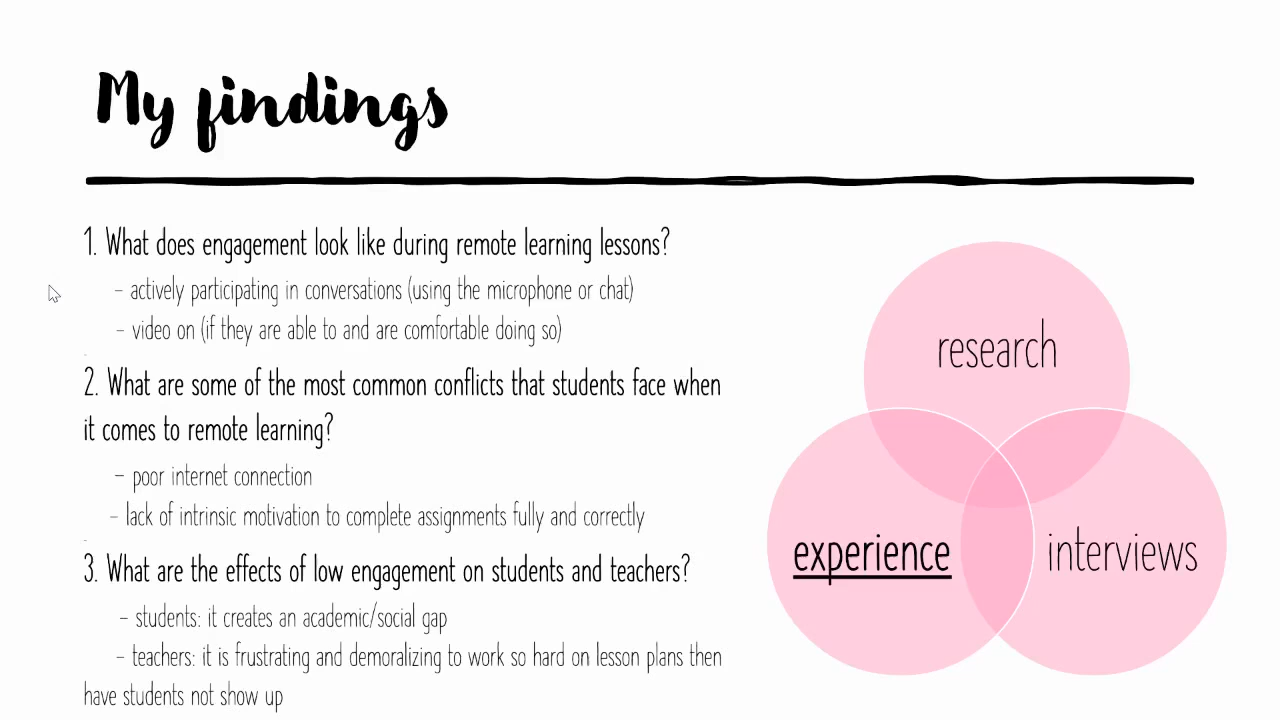 My findings
1. What does engagement look like during remote learning lessons?
- actively participating in conversations (using the microphone or chat)
- video on (if they are able to and are comfortable doing so)
2. What are some of the most common conflicts that students face when
it comes to remote learning?
- poor internet connection
- lack of intrinsic motivation to complete assignments fully and correctly
3. What are the effects of low engagement on students and teachers?
- students: it creates an academic/social gap
- teachers: it is frustrating and demoralizing to work so hard on lesson plans then
have students not show up
research
experience
interviews